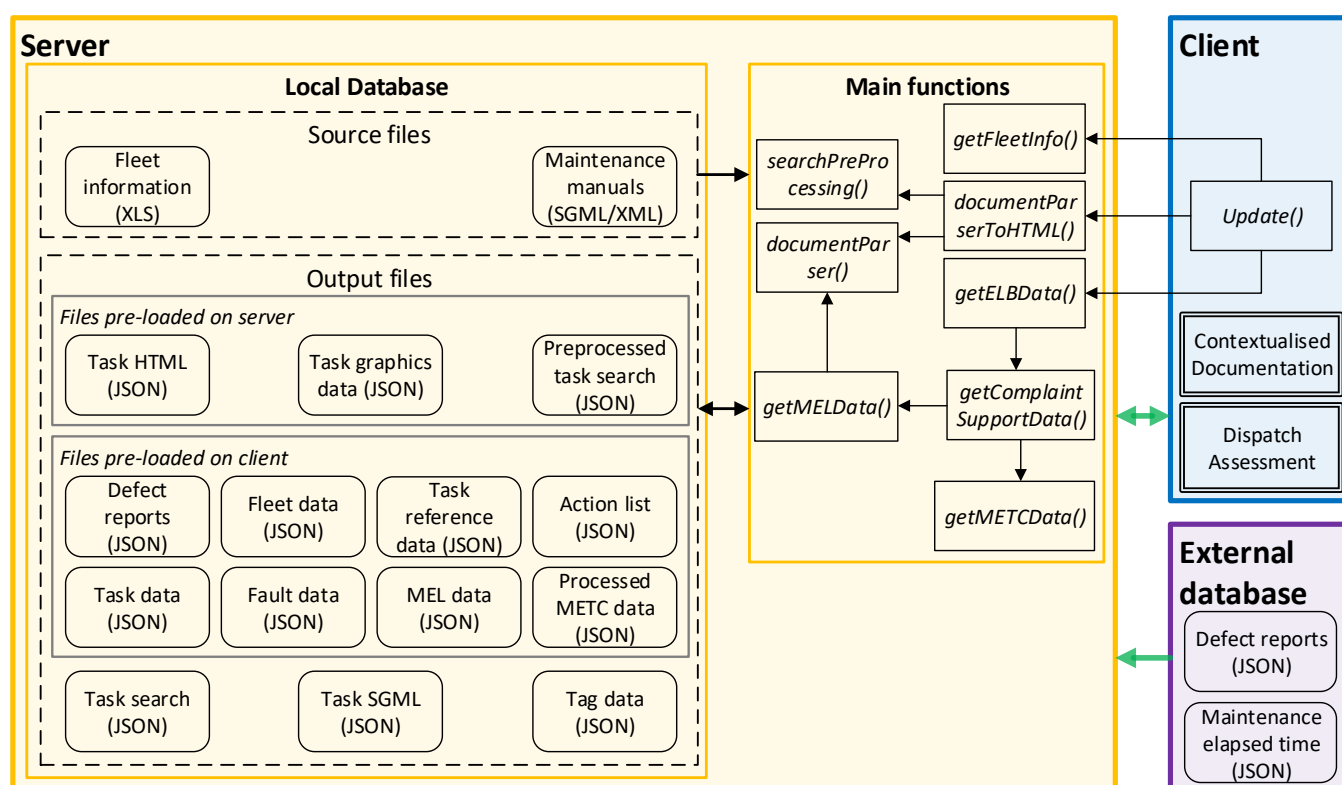 Server
Local Database
Source files
Fleet
information
(XLS)
Maintenance
manuals
(SGML/XML)
Output files
Files pre-loaded on server
Task HTML
(JSON)
Task graphics
data (JSON)
Preprocessed
task search
(JSON)
Files pre-loaded on client
Defect
reports
(JSON)
Fleet data
(JSON)
Task
reference
data (JSON)
Action list
(JSON)
Task data
(JSON)
Fault data
(JSON)
MEL data
(JSON)
Processed
METC data
(JSON)
Task search
(JSON)
Task SGML
(JSON)
Tag data
(JSON)
Main functions
getFleetInfo()
searchPrePro
cessing()
documentPar
serToHTML()
documentPar
ser()
getELBData()
getMELData()
getComplaint
SupportData()
getMETCData()
Client
Update()
Contextualised
Documentation
Dispatch
Assessment
External
database
Defect reports
(JSON)
Maintenance
elapsed time
(JSON)